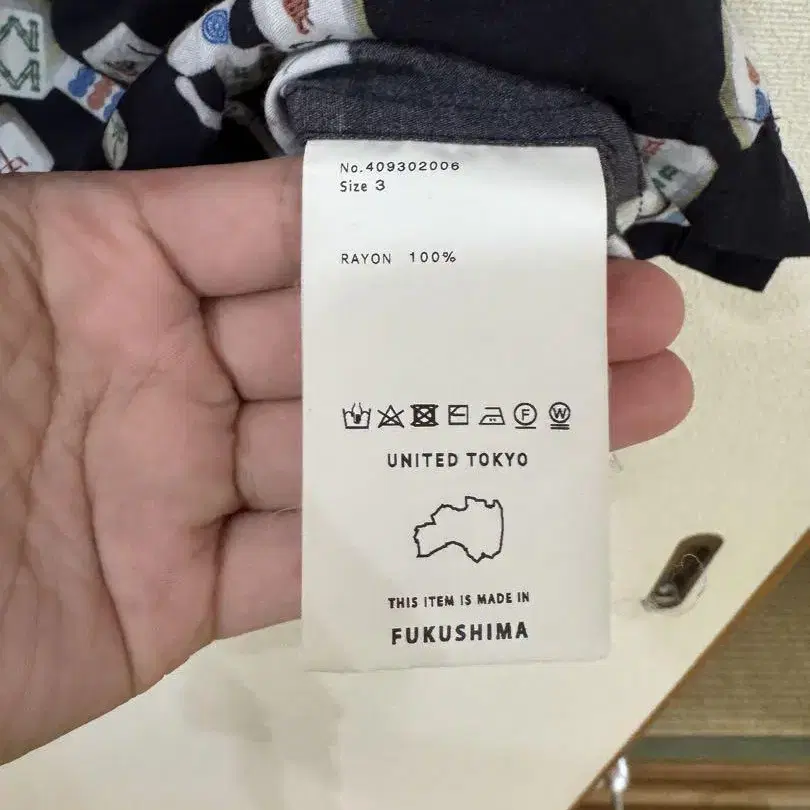 No.409302006
Size 3
RAYON 100%
F W
UNITED TOKYO
THIS ITEM IS MADE IN
FUKUSHIMA